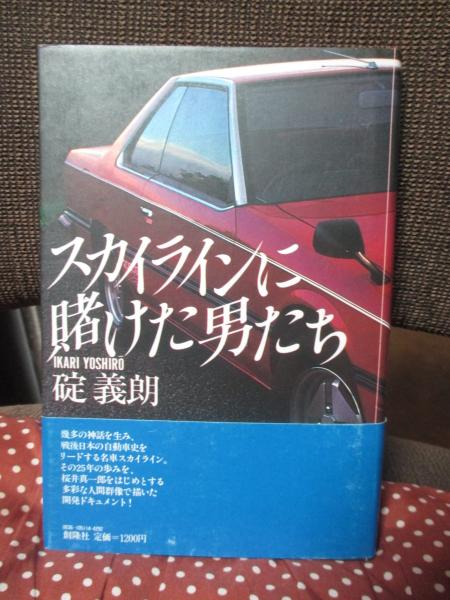 スカイラインに
賭けた男たち
IKARI YOSHIRŌ
碇 義朗
幾多の神話を生み、
戦後日本の自動車史を
リードする名車スカイライン。
その25年の歩みを、
桜井真一郎をはじめとする
多彩な人間群像で描いた
開発ドキュメント!
創隆社 定価=1200円